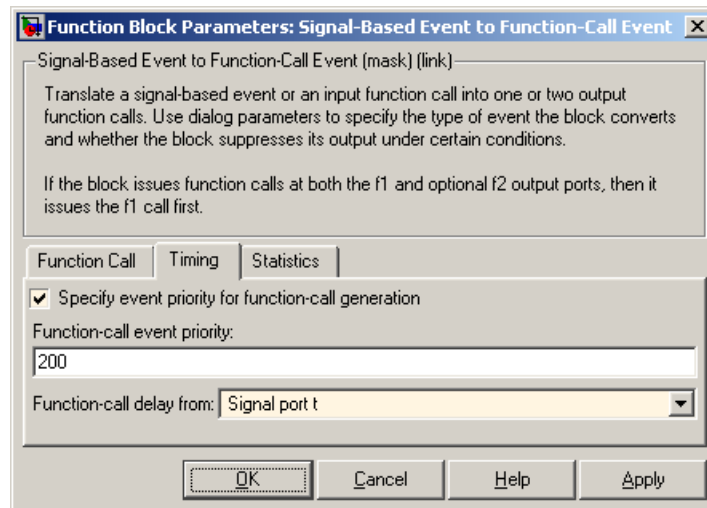 Function Block Parameters: Signal-Based Event to Function-Call Event
Signal-Based Event to Function-Call Event (mask) (link)
Translate a signal-based event or an input function call into one or two output
function calls. Use dialog parameters to specify the type of event the block converts
and whether the block suppresses its output under certain conditions.
If the block issues function calls at both the f1 and optional f2 output ports, then it
issues the f1 call first.
Function Call Timing Statistics
Specify event priority for function-call generation
Function-call event priority:
200
Function-call delay from: Signal port t
OK Cancel Help Apply